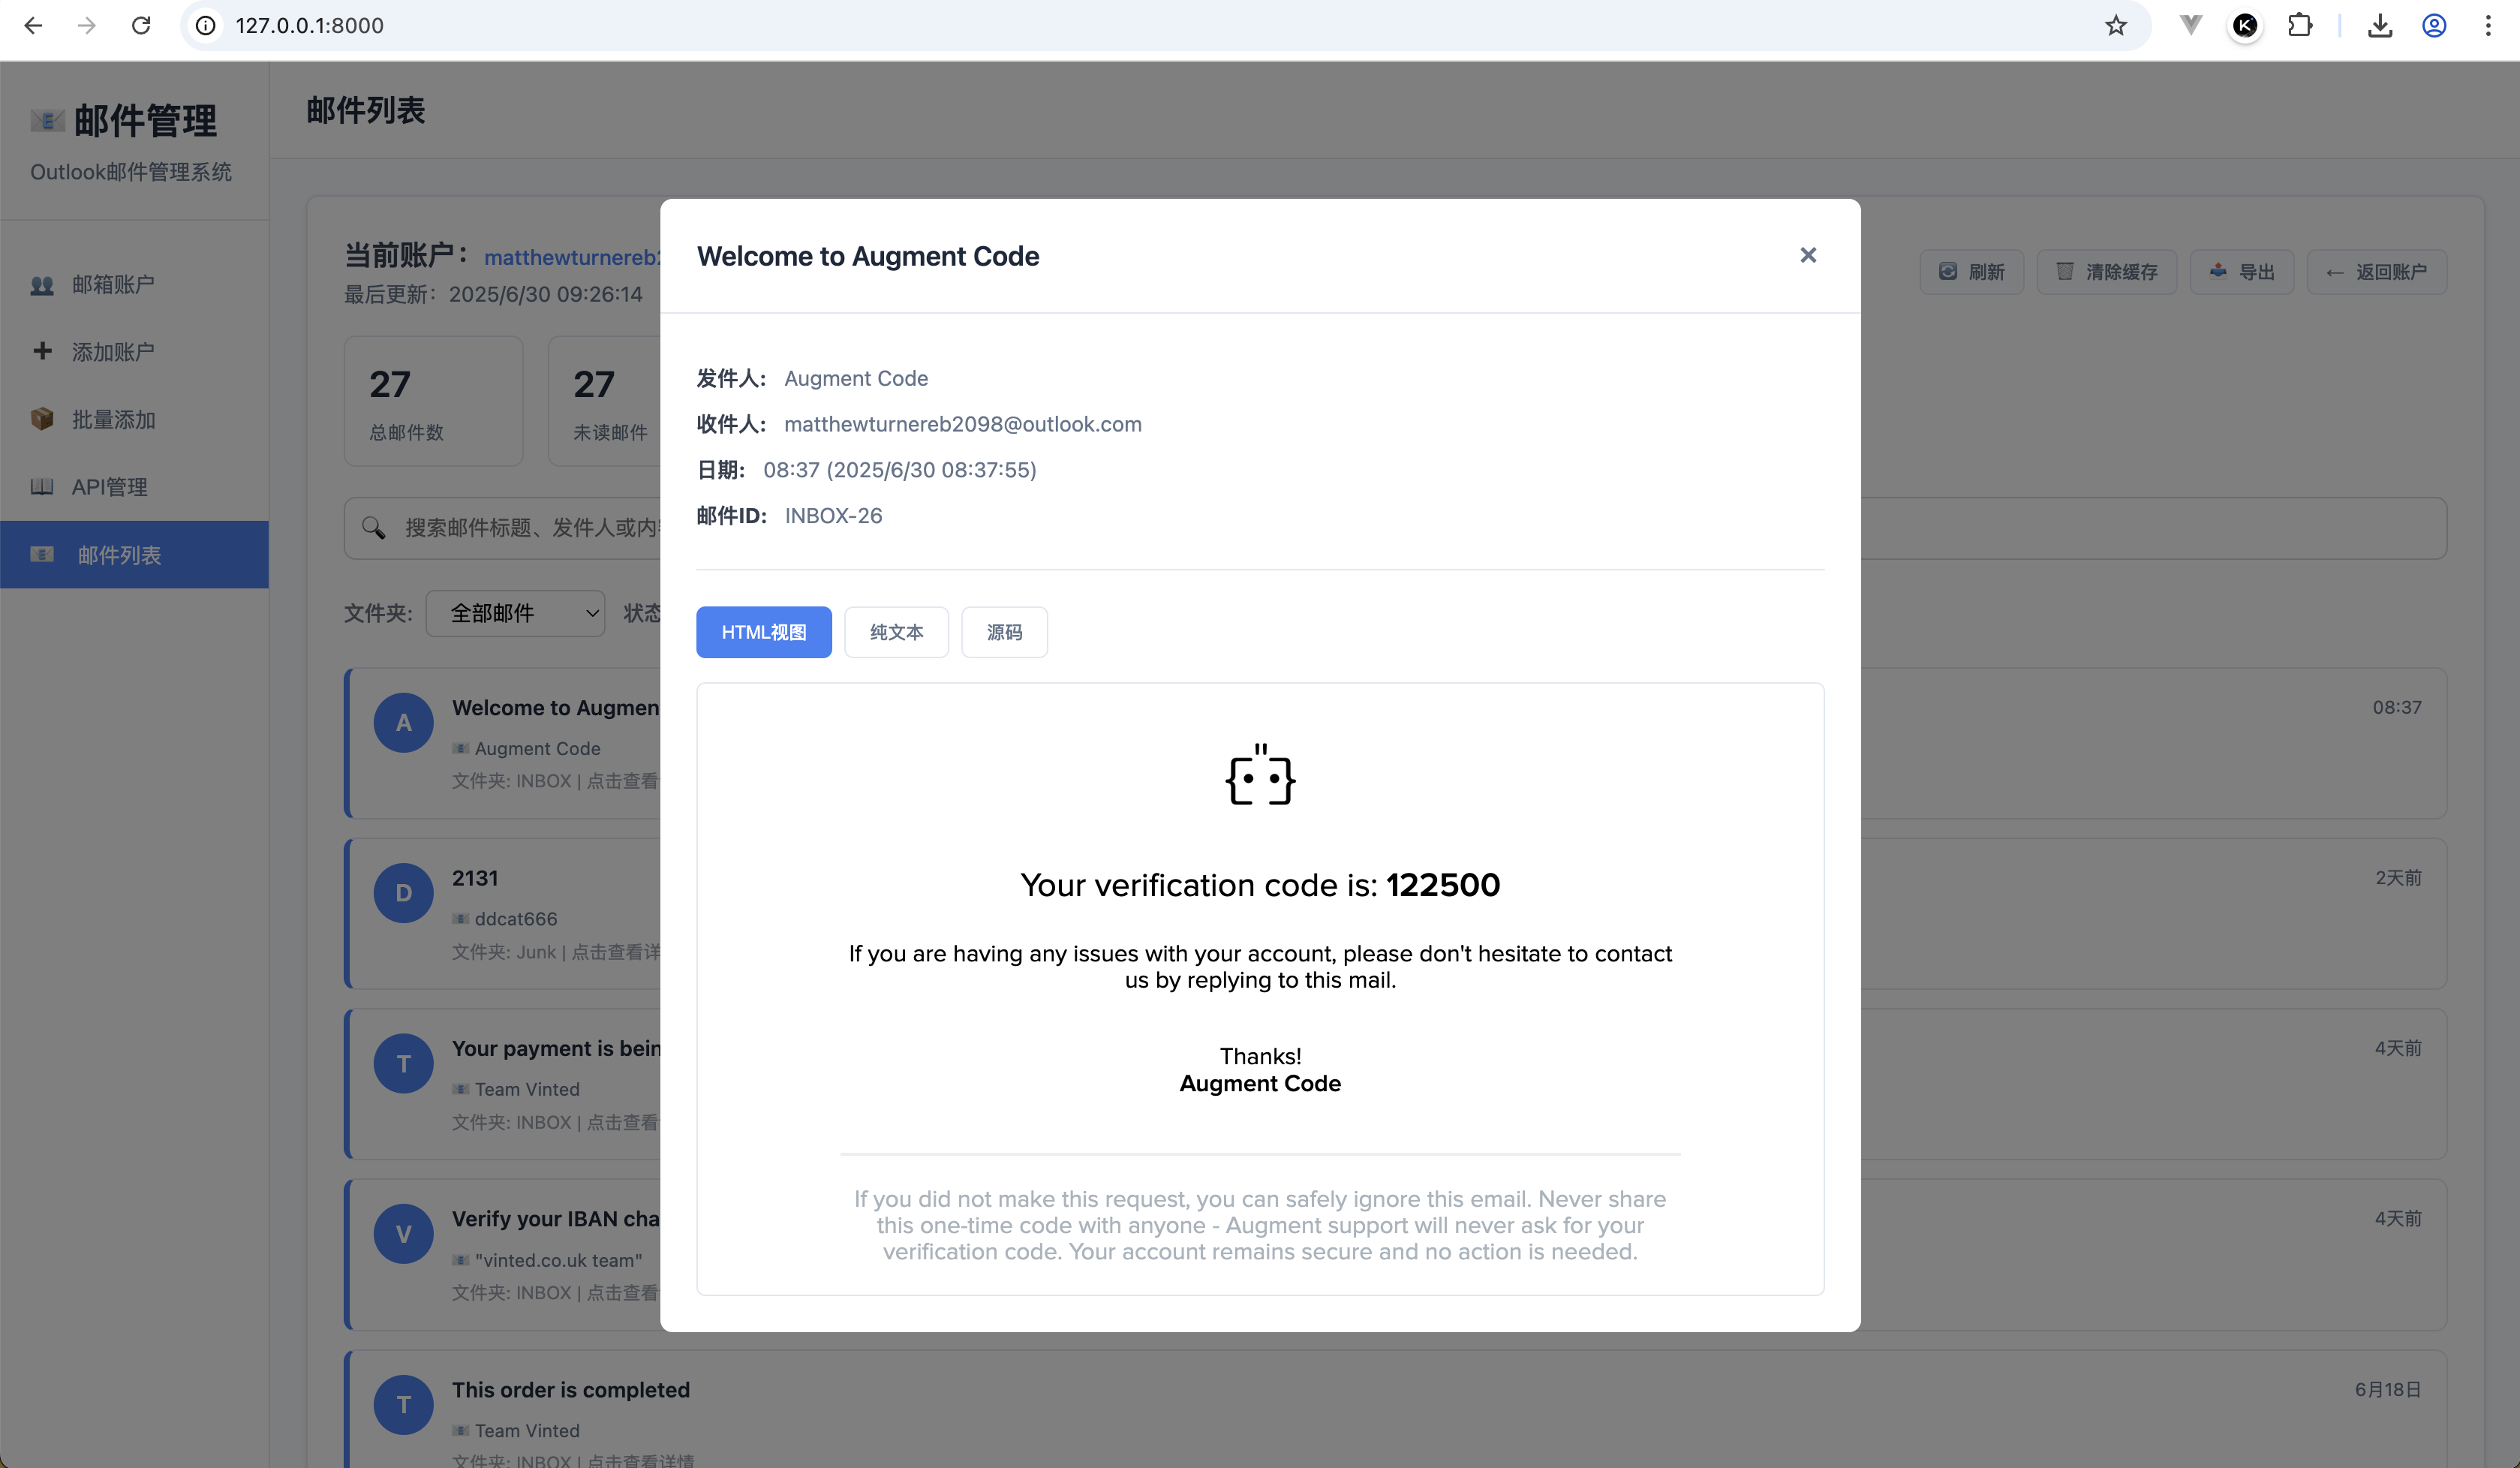 127.0.0.1:8000
邮件管理
Outlook邮件管理系统
邮箱账户
添加账户
批量添加
API管理
邮件列表
邮件列表
当前账户： matthewturnereb2
最后更新：2025/6/30 09:26:14
刷新
清除缓存
导出
← 返回账户
27
总邮件数
27
未读邮件
搜索邮件标题、发件人或内
文件夹: 全部邮件 状态
A
Welcome to Augmen
Augment Code
文件夹: INBOX | 点击查看
08:37
D
2131
ddcat666
文件夹: Junk | 点击查看详
2天前
T
Your payment is bein
Team Vinted
文件夹: INBOX | 点击查看
4天前
V
Verify your IBAN cha
"vinted.co.uk team"
文件夹: INBOX | 点击查看
4天前
T
This order is completed
Team Vinted
文件夹: INBOX | 点击查看详情
6月18日
Welcome to Augment Code
×
发件人: Augment Code
收件人: matthewturnereb2098@outlook.com
日期: 08:37 (2025/6/30 08:37:55)
邮件ID: INBOX-26
HTML视图
纯文本
源码
Your verification code is: 122500
If you are having any issues with your account, please don't hesitate to contact
us by replying to this mail.
Thanks!
Augment Code
If you did not make this request, you can safely ignore this email. Never share
this one-time code with anyone - Augment support will never ask for your
verification code. Your account remains secure and no action is needed.